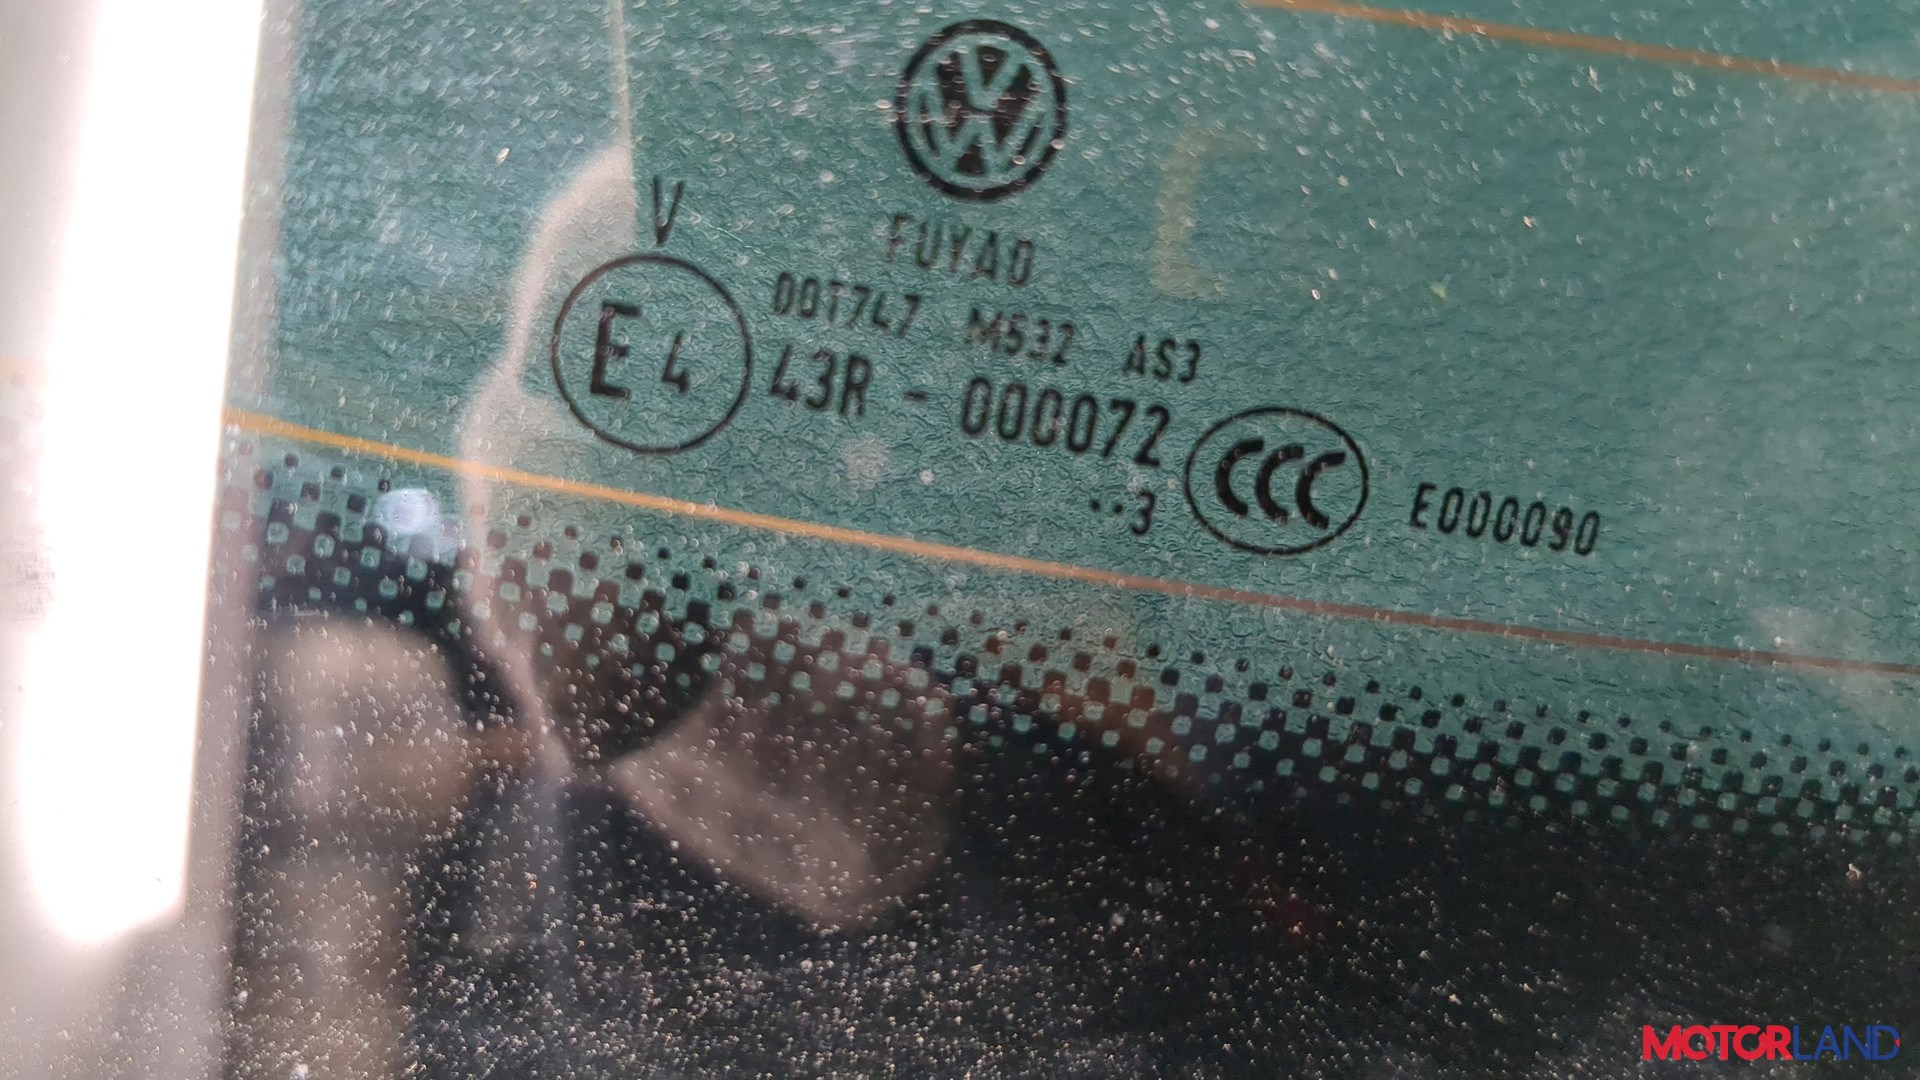 V
FUYAO
DOT747 M532 AS3
E4 43R - 000072
··3 CCC E000090
MOTORLAND